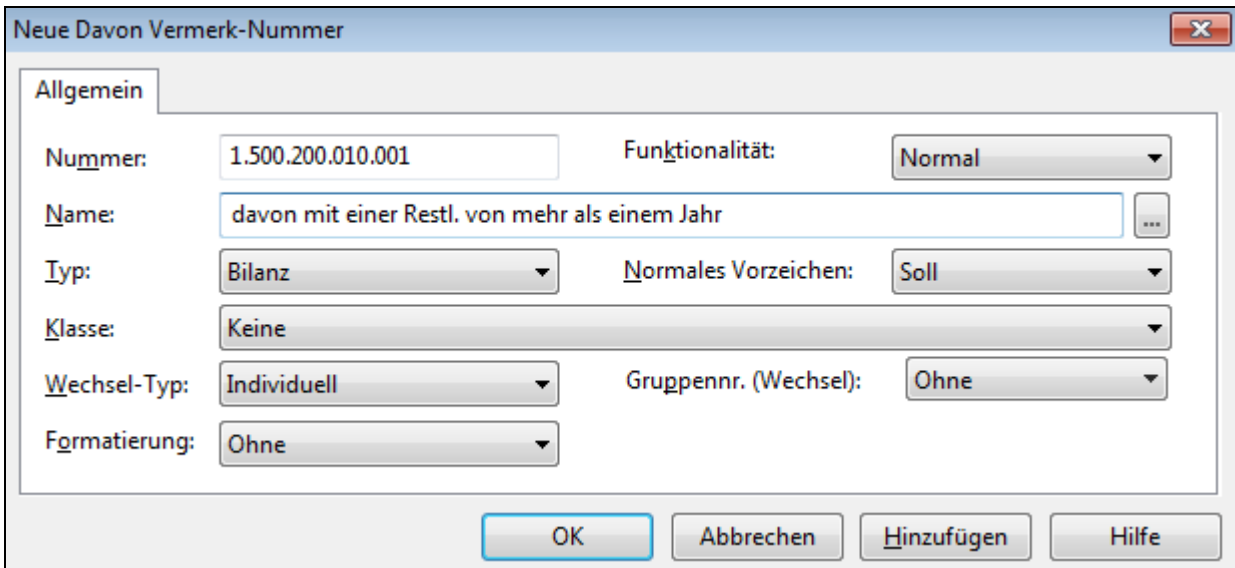 Neue Davon Vermerk-Nummer
Allgemein
Nummer: 1.500.200.010.001 Funktionalität: Normal
Name: davon mit einer Restl. von mehr als einem Jahr ...
Typ: Bilanz Normales Vorzeichen: Soll
Klasse: Keine
Wechsel-Typ: Individuell Gruppennr. (Wechsel): Ohne
Formatierung: Ohne
OK Abbrechen Hinzufügen Hilfe